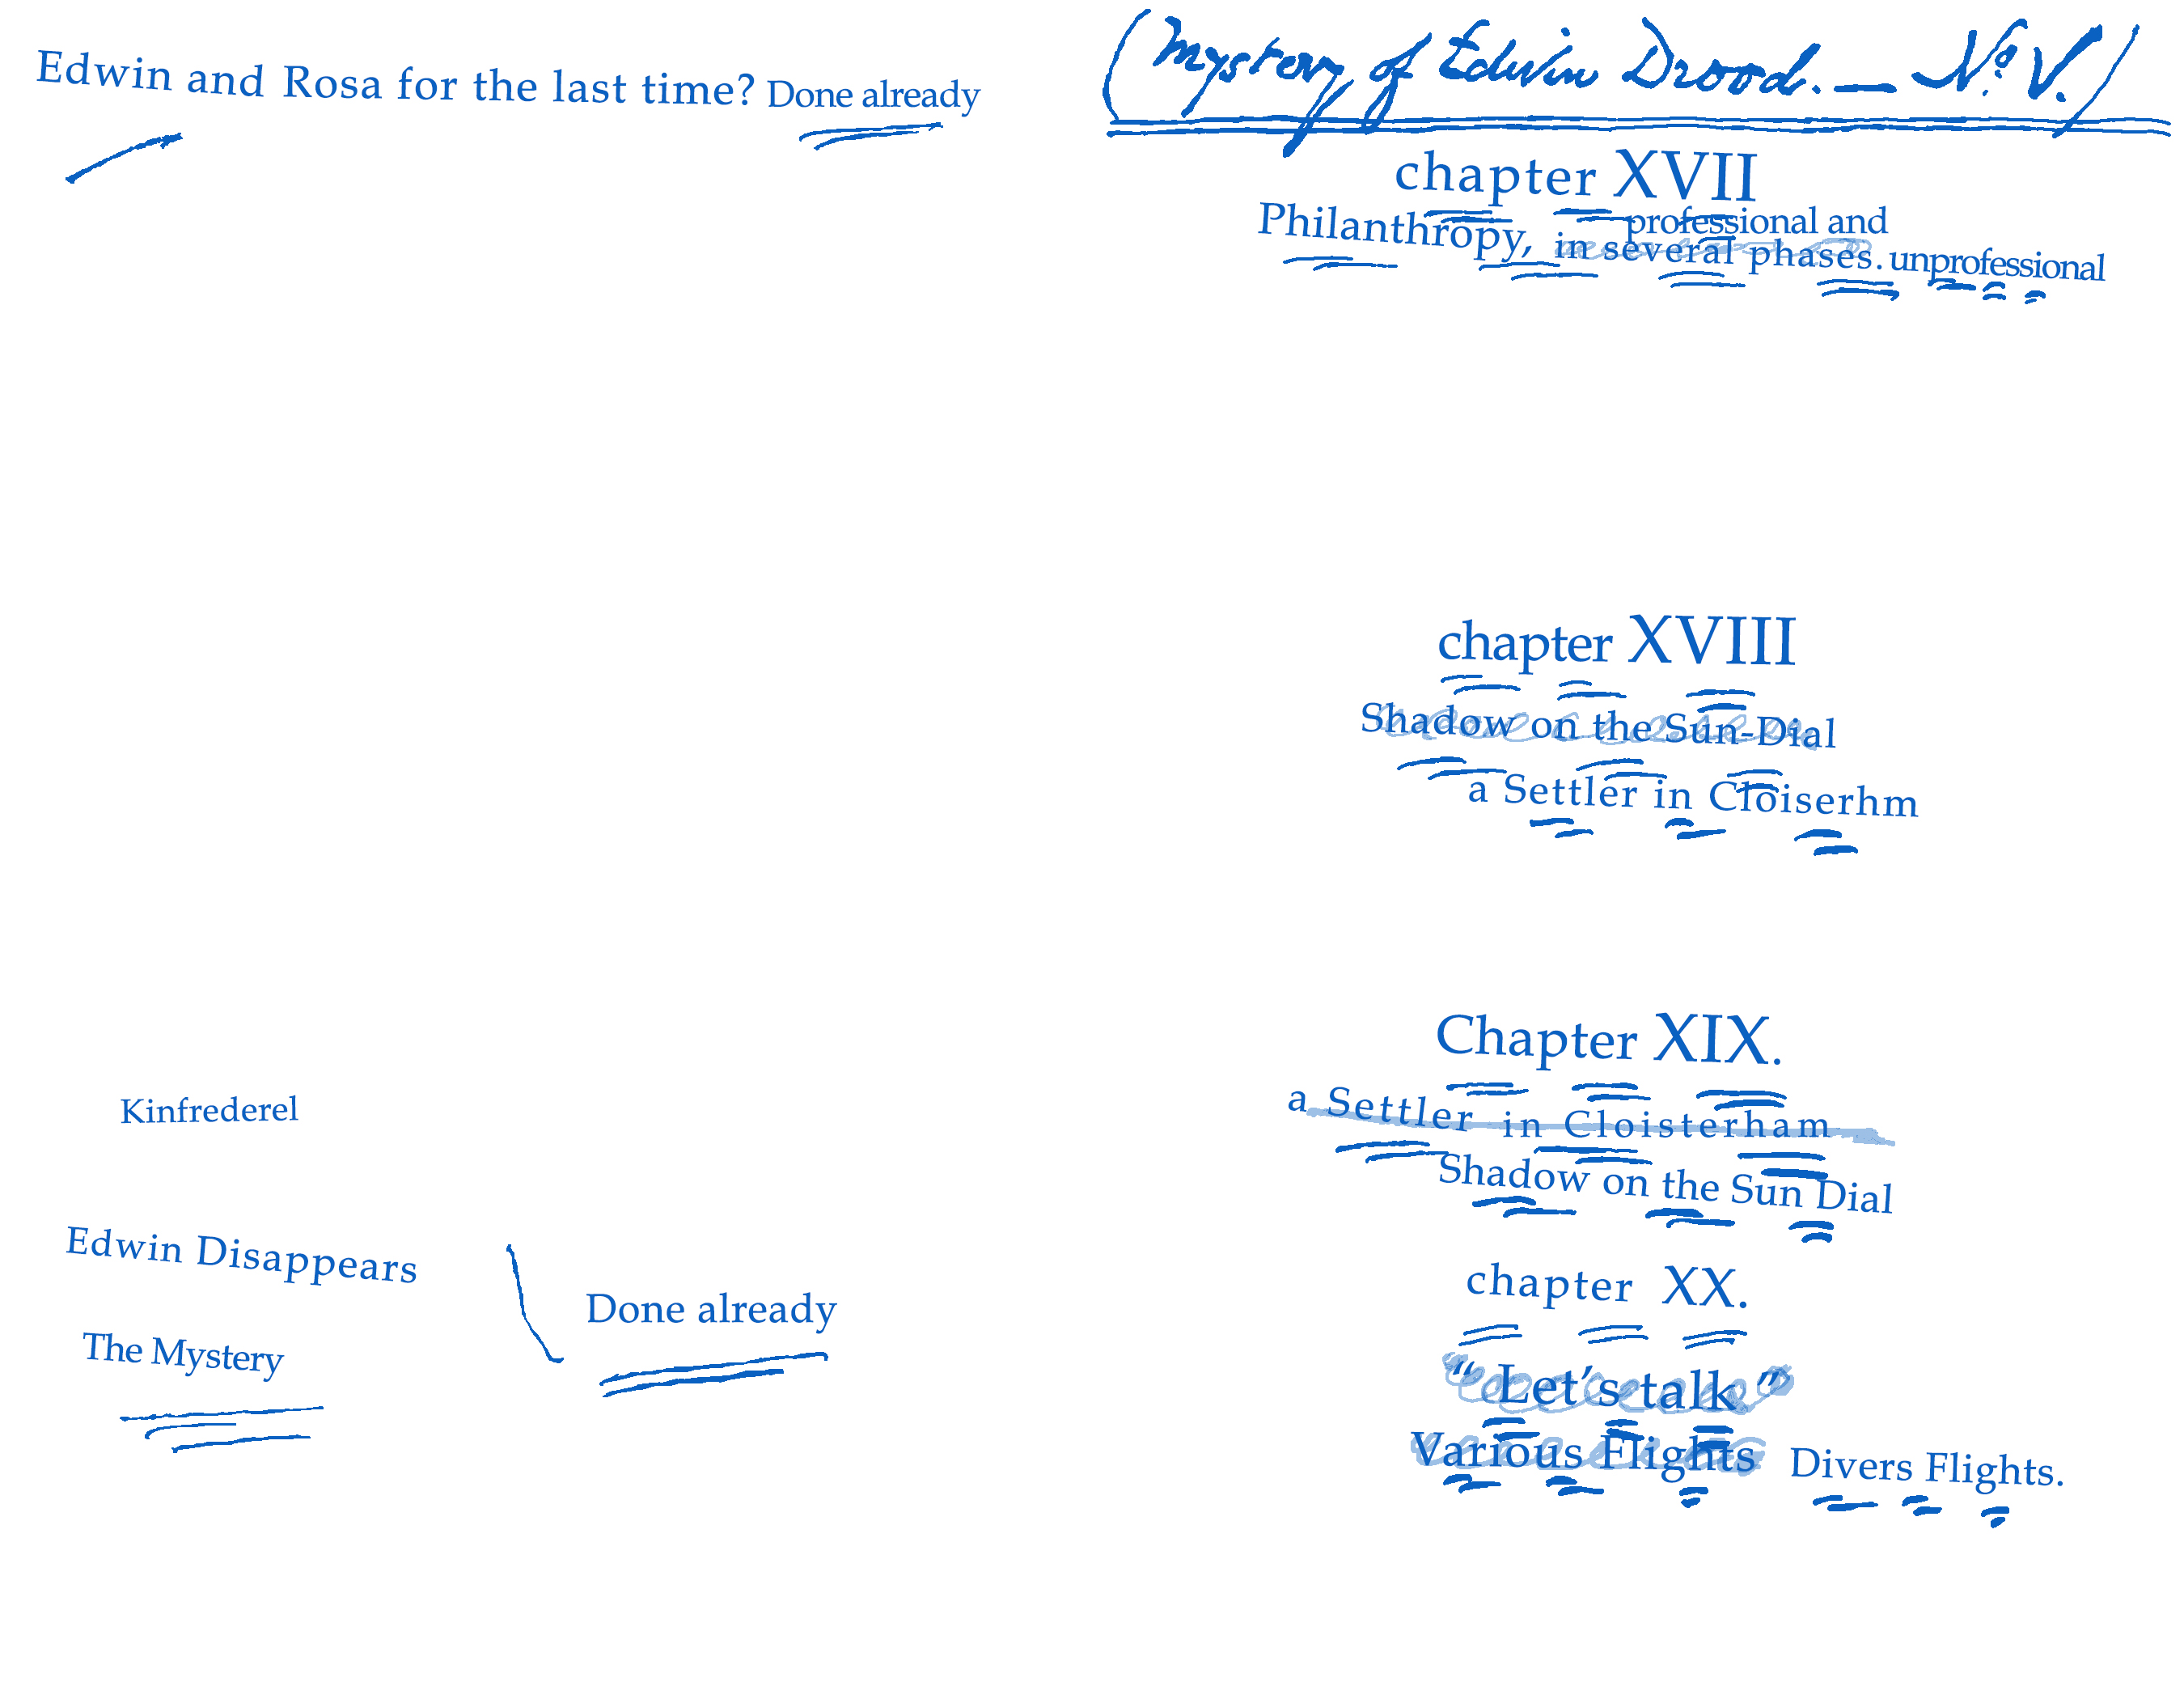 Edwin and Rosa for the last time? Done already
Kinfrederel
Edwin Disappears
The Mystery
Done already
(Mystery of Edwin Drood. — No. V.)
chapter XVII
professional and
Philanthropy, in several phases. unprofessional
chapter XVIII
Shadow on the Sun-Dial
a Settler in Cloiserhm
Chapter XIX.
a Settler in Cloisterham
Shadow on the Sun Dial
chapter XX.
“Let’s talk”
Various Flights Divers Flights.